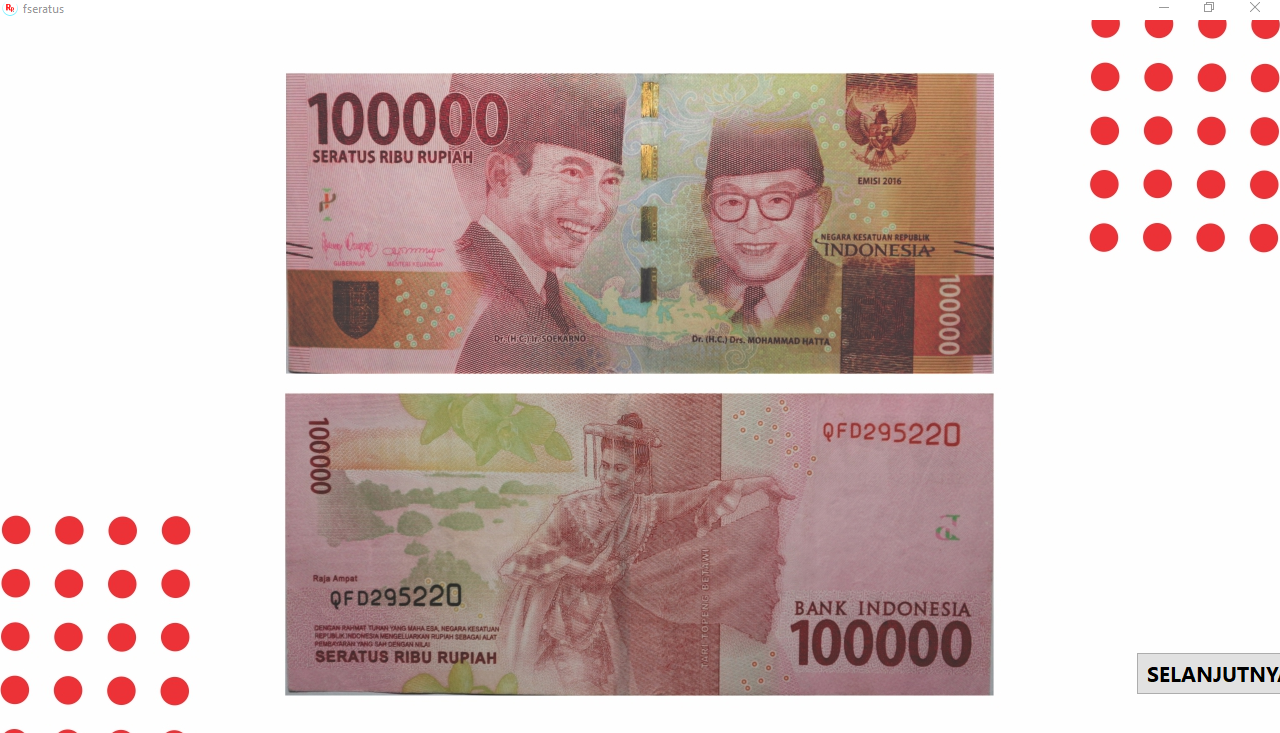 fseratus
100000
SERATUS RIBU RUPIAH
EMISI 2016
NEGARA KESATUAN REPUBLIK
INDONESIA
GUBERNUR
MENTERI KEUANGAN
100000
Dr. (H.C.) Ir. SOEKARNO
Dr. (H.C.) Drs. MOHAMMAD HATTA
100000
QFD295220
Raja Ampat
QFD295220
TARI TOPENG BETAWI
BANK INDONESIA
100000
DENGAN RAHMAT TUHAN YANG MAHA ESA, NEGARA KESATUAN
REPUBLIK INDONESIA MENGELUARKAN RUPIAH SEBAGAI ALAT
PEMBAYARAN YANG SAH DENGAN NILAI
SERATUS RIBU RUPIAH
SELANJUTNYA